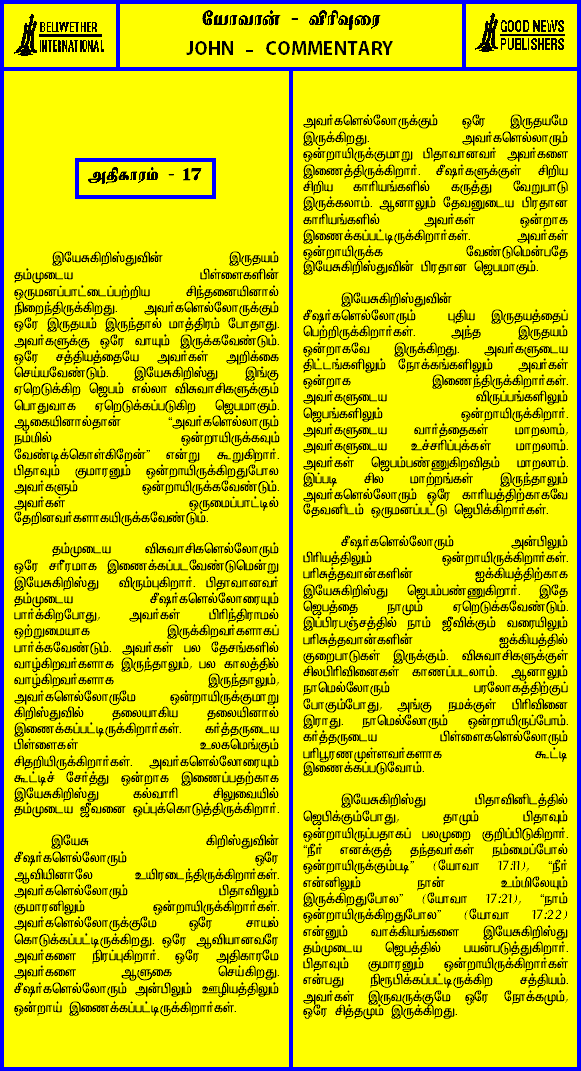 BELLWETHER
INTERNATIONAL
யோவான் - விரிவுரை
JOHN - COMMENTARY
GOOD NEWS
PUBLISHERS
அதிகாரம் - 17
இயேசுகிறிஸ்துவின் இருதயம்
தம்முடைய பிள்ளைகளின்
ஒருமனப்பாட்டைப்பற்றிய சிந்தனையினால்
நிறைந்திருக்கிறது. அவர்களெல்லோருக்கும்
ஒரே இருதயம் இருந்தால் மாத்திரம் போதாது.
அவர்களுக்கு ஒரே வாயும் இருக்கவேண்டும்.
ஒரே சத்தியத்தையே அவர்கள் அறிக்கை
செய்யவேண்டும். இயேசுகிறிஸ்து இங்கு
ஏறெடுக்கிற ஜெபம் எல்லா விசுவாசிகளுக்கும்
பொதுவாக ஏறெடுக்கப்படுகிற ஜெபமாகும்.
ஆகையினால்தான் “அவர்களெல்லாரும்
நம்மில் ஒன்றாயிருக்கவும்
வேண்டிக்கொள்கிறேன்” என்று கூறுகிறார்.
பிதாவும் குமாரனும் ஒன்றாயிருக்கிறதுபோல
அவர்களும் ஒன்றாயிருக்கவேண்டும்.
அவர்கள் ஒருமைப்பாட்டில்
தேறினவர்களாகயிருக்கவேண்டும்.
தம்முடைய விசுவாசிகளெல்லோரும்
ஒரே சரீரமாக இணைக்கப்படவேண்டுமென்று
இயேசுகிறிஸ்து விரும்புகிறார். பிதாவானவர்
தம்முடைய சீஷர்களெல்லோரையும்
பார்க்கிறபோது, அவர்கள் பிரிந்திராமல்
ஒற்றுமையாக இருக்கிறவர்களாகப்
பார்க்கவேண்டும். அவர்கள் பல தேசங்களில்
வாழ்கிறவர்களாக இருந்தாலும், பல காலத்தில்
வாழ்கிறவர்களாக இருந்தாலும்,
அவர்களெல்லோருமே ஒன்றாயிருக்குமாறு
கிறிஸ்துவில் தலையாகிய தலையினால்
இணைக்கப்பட்டிருக்கிறார்கள். கர்த்தருடைய
பிள்ளைகள் உலகமெங்கும்
சிதறியிருக்கிறார்கள். அவர்களெல்லோரையும்
கூட்டிச் சேர்த்து ஒன்றாக இணைப்பதற்காக
இயேசுகிறிஸ்து கல்வாரி சிலுவையில்
தம்முடைய ஜீவனை ஒப்புக்கொடுத்திருக்கிறார்.
இயேசு கிறிஸ்துவின்
சீஷர்களெல்லோரும் ஒரே
ஆவியினாலே உயிரடைந்திருக்கிறார்கள்.
அவர்களெல்லோரும் பிதாவிலும்
குமாரனிலும் ஒன்றாயிருக்கிறார்கள்.
அவர்களெல்லோருக்குமே ஒரே சாயல்
கொடுக்கப்பட்டிருக்கிறது. ஒரே ஆவியானவரே
அவர்களை நிரப்புகிறார். ஒரே அதிகாரமே
அவர்களை ஆளுகை செய்கிறது.
சீஷர்களெல்லோரும் அன்பிலும் ஊழியத்திலும்
ஒன்றாய் இணைக்கப்பட்டிருக்கிறார்கள்.
அவர்களெல்லோருக்கும் ஒரே இருதயமே
இருக்கிறது. அவர்களெல்லாரும்
ஒன்றாயிருக்குமாறு பிதாவானவர் அவர்களை
இணைத்திருக்கிறார். சீஷர்களுக்குள் சிறிய
சிறிய காரியங்களில் கருத்து வேறுபாடு
இருக்கலாம். ஆனாலும் தேவனுடைய பிரதான
காரியங்களில் அவர்கள் ஒன்றாக
இணைக்கப்பட்டிருக்கிறார்கள். அவர்கள்
ஒன்றாயிருக்க வேண்டுமென்பதே
இயேசுகிறிஸ்துவின் பிரதான ஜெபமாகும்.
இயேசுகிறிஸ்துவின்
சீஷர்களெல்லோரும் புதிய இருதயத்தைப்
பெற்றிருக்கிறார்கள். அந்த இருதயம்
ஒன்றாகவே இருக்கிறது. அவர்களுடைய
திட்டங்களிலும் நோக்கங்களிலும் அவர்கள்
ஒன்றாக இணைந்திருக்கிறார்கள்.
அவர்களுடைய விருப்பங்களிலும்
ஜெபங்களிலும் ஒன்றாயிருக்கிறார்.
அவர்களுடைய வார்த்தைகள் மாறலாம்,
அவர்களுடைய உச்சரிப்புக்கள் மாறலாம்.
அவர்கள் ஜெபம்பண்ணுகிறவிதம் மாறலாம்.
இப்படி சில மாற்றங்கள் இருந்தாலும்
அவர்களெல்லோரும் ஒரே காரியத்திற்காகவே
தேவனிடம் ஒருமனப்பட்டு ஜெபிக்கிறார்கள்.
சீஷர்களெல்லோரும் அன்பிலும்
பிரியத்திலும் ஒன்றாயிருக்கிறார்கள்.
பரிசுத்தவான்களின் ஐக்கியத்திற்காக
இயேசுகிறிஸ்து ஜெபம்பண்ணுகிறார். இதே
ஜெபத்தை நாமும் ஏறெடுக்கவேண்டும்.
இப்பிரபஞ்சத்தில் நாம் ஜீவிக்கும் வரையிலும்
பரிசுத்தவான்களின் ஐக்கியத்தில்
குறைபாடுகள் இருக்கும். விசுவாசிகளுக்குள்
சிலபிரிவினைகள் காணப்படலாம். ஆனாலும்
நாமெல்லோரும் பரலோகத்திற்குப்
போகும்போது, அங்கு நமக்குள் பிரிவினை
இராது. நாமெல்லோரும் ஒன்றாயிருப்போம்.
கர்த்தருடைய பிள்ளைகளெல்லோரும்
பரிபூரணமுள்ளவர்களாக கூட்டி
இணைக்கப்படுவோம்.
இயேசுகிறிஸ்து பிதாவினிடத்தில்
ஜெபிக்கும்போது, தாமும் பிதாவும்
ஒன்றாயிருப்பதாகப் பலமுறை குறிப்பிடுகிறார்.
“நீர் எனக்குத் தந்தவர்கள் நம்மைப்போல்
ஒன்றாயிருக்கும்படி” (யோவா 17:11), “நீர்
என்னிலும் நான் உம்மிலேயும்
இருக்கிறதுபோல” (யோவா 17:21), “நாம்
ஒன்றாயிருக்கிறதுபோல” (யோவா 17:22)
என்னும் வாக்கியங்களை இயேசுகிறிஸ்து
தம்முடைய ஜெபத்தில் பயன்படுத்துகிறார்.
பிதாவும் குமாரனும் ஒன்றாயிருக்கிறார்கள்
என்பது நிரூபிக்கப்பட்டிருக்கிற சத்தியம்.
அவர்கள் இருவருக்குமே ஒரே நோக்கமும்,
ஒரே சித்தமும் இருக்கிறது.